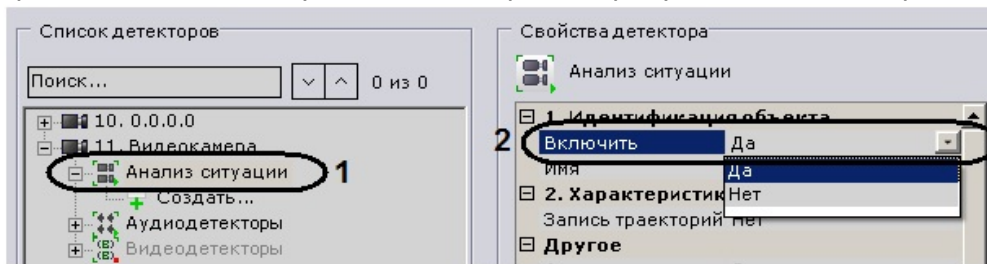 Список детекторов
Поиск...
0 из 0
10. 0.0.0.0
11. Видеокамера
Анализ ситуации
1
Создать...
Аудиодетекторы
Видеодетекторы
Свойства детектора
Анализ ситуации
1. Идентификация объекта
2
Включить Да
Имя
Да
2. Характеристик
Нет
Запись траекторий Нет
Другое